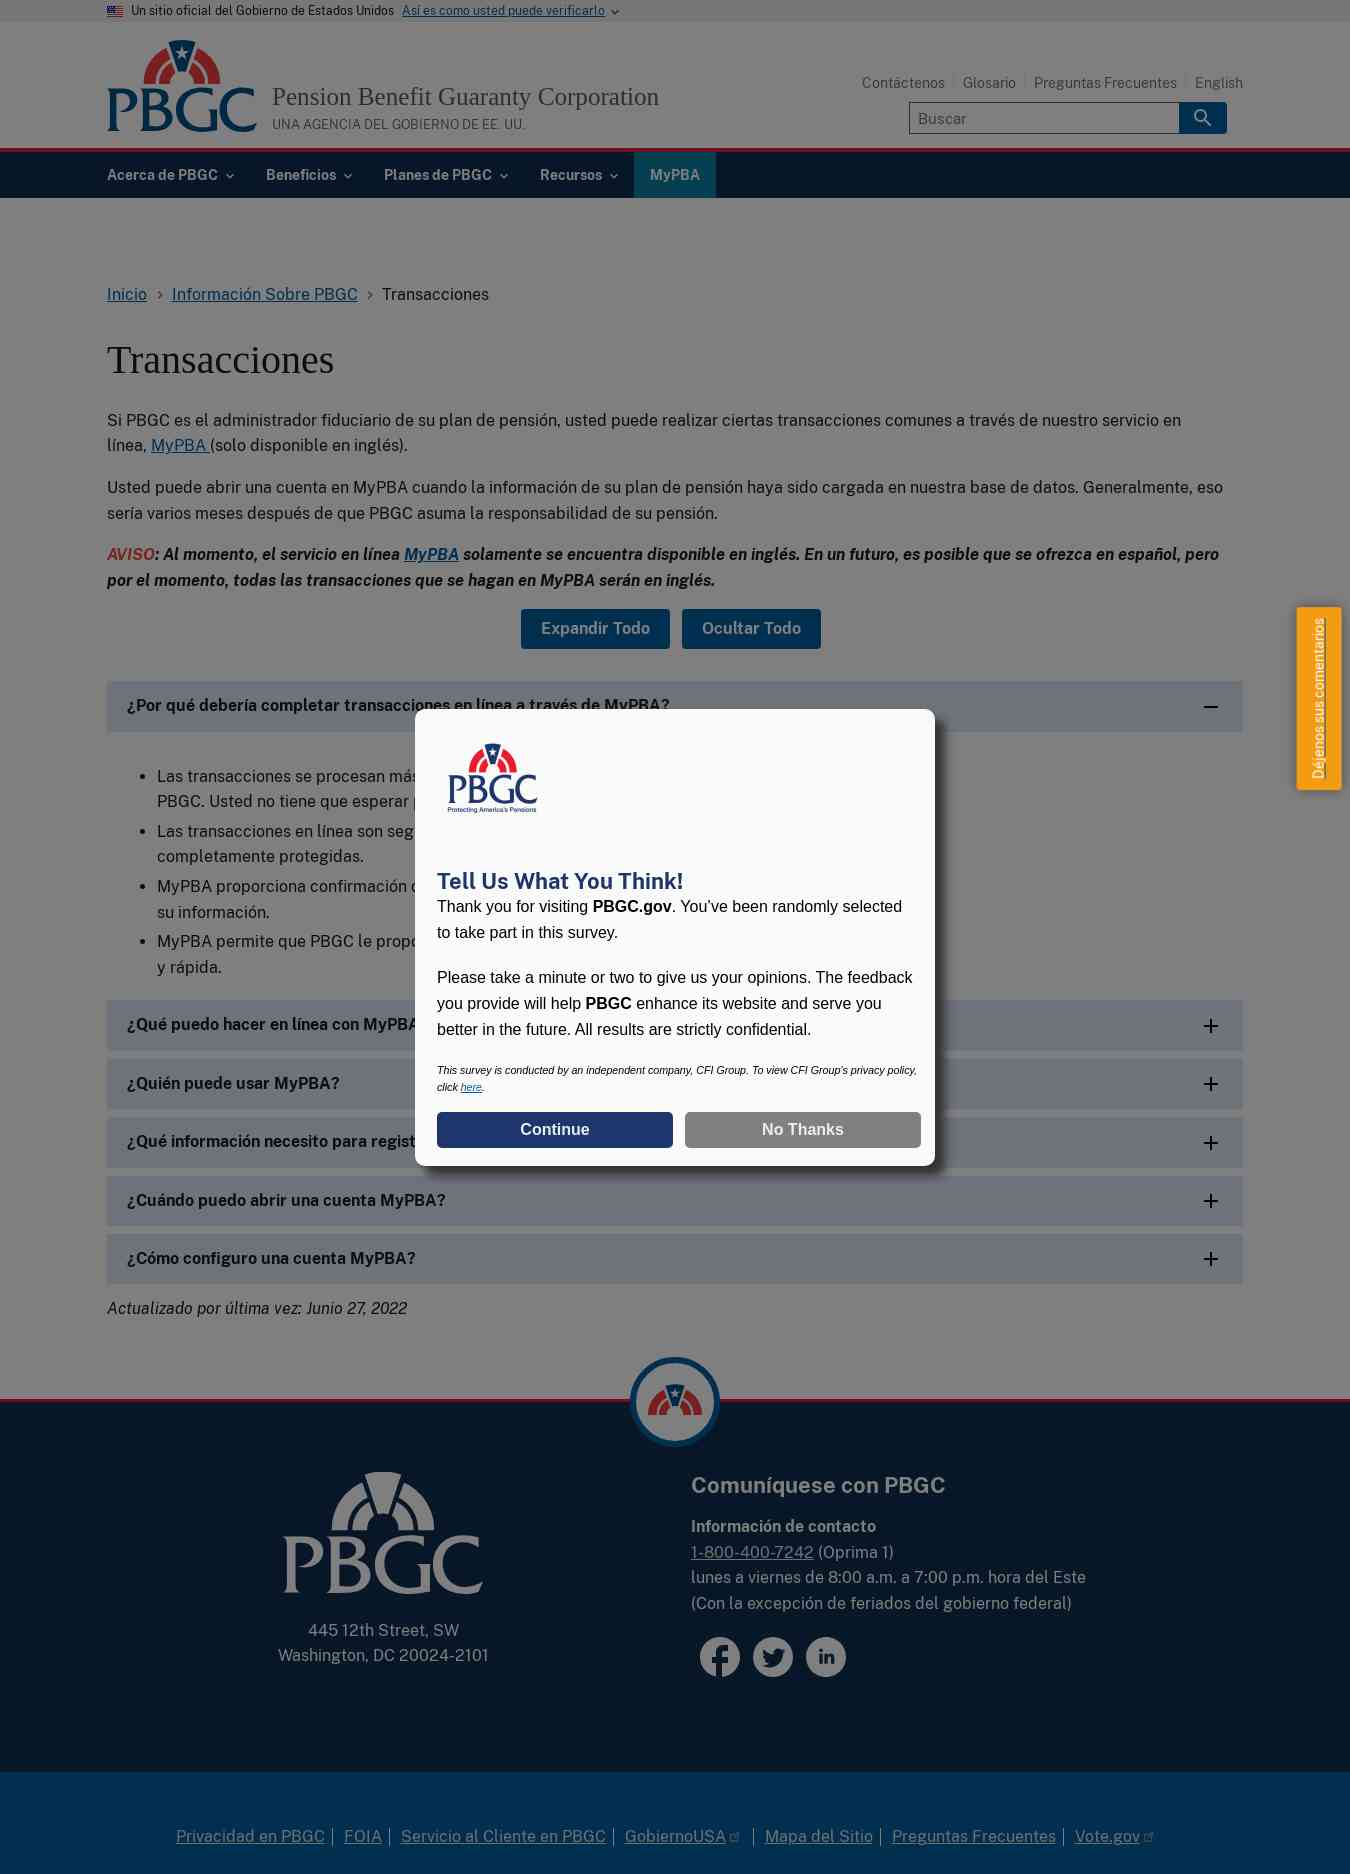 Un sitio oficial del Gobierno de Estados Unidos Así es como usted puede verificarlo
PBGC
Pension Benefit Guaranty Corporation
UNA AGENCIA DEL GOBIERNO DE EE. UU.
Contáctenos Glosario Preguntas Frecuentes English
Buscar
Acerca de PBGC Beneficios Planes de PBGC Recursos MyPBA
Inicio Información Sobre PBGC Transacciones
Transacciones
Si PBGC es el administrador fiduciario de su plan de pensión, usted puede realizar ciertas transacciones comunes a través de nuestro servicio en
línea, MyPBA (solo disponible en inglés).
Usted puede abrir una cuenta en MyPBA cuando la información de su plan de pensión haya sido cargada en nuestra base de datos. Generalmente, eso
sería varios meses después de que PBGC asuma la responsabilidad de su pensión.
AVISO: Al momento, el servicio en línea MyPBA solamente se encuentra disponible en inglés. En un futuro, es posible que se ofrezca en español, pero
por el momento, todas las transacciones que se hagan en MyPBA serán en inglés.
Expandir Todo Ocultar Todo
Déjenos sus comentarios
¿Por qué debería completar transacciones en línea a través de MyPBA?
Las transacciones se procesan más
PBGC. Usted no tiene que esperar
Las transacciones en línea son
completamente protegidas.
MyPBA proporciona confirmación
su información.
MyPBA permite que PBGC le
y rápida.
¿Qué puedo hacer en línea con MyPBA
¿Quién puede usar MyPBA?
¿Qué información necesito para
¿Cuándo puedo abrir una cuenta MyPBA?
¿Cómo configuro una cuenta MyPBA?
PBGC
Protecting America's Pensions
Tell Us What You Think!
Thank you for visiting PBGC.gov. You've been randomly selected
to take part in this survey.
Please take a minute or two to give us your opinions. The feedback
you provide will help PBGC enhance its website and serve you
better in the future. All results are strictly confidential.
This survey is conducted by an independent company, CFI Group. To view CFI Group's privacy policy,
click here.
Continue No Thanks
Actualizado por última vez: Junio 27, 2022
PBGC
445 12th Street, SW
Washington, DC 20024-2101
Comuníquese con PBGC
Información de contacto
1-800-400-7242 (Oprima 1)
lunes a viernes de 8:00 a.m. a 7:00 p.m. hora del Este
(Con la excepción de feriados del gobierno federal)
Privacidad en PBGC FOIA Servicio al Cliente en PBGC GobiernoUSA Mapa del Sitio Preguntas Frecuentes Vote.gov